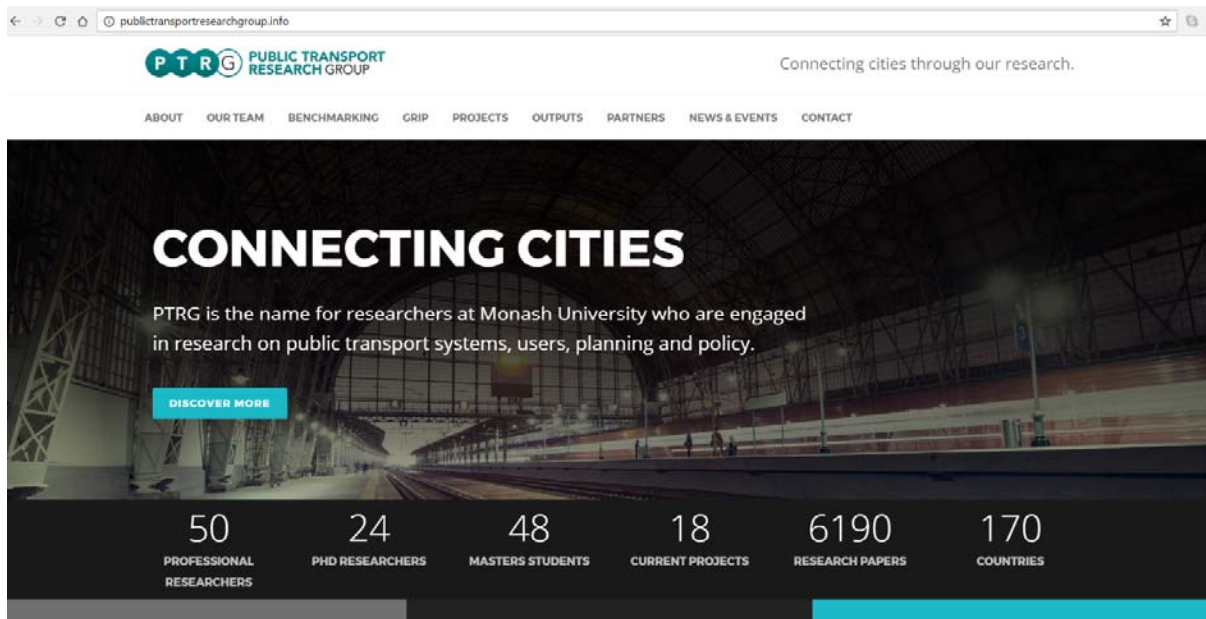 publictransportresearchgroup.info
PTRG PUBLIC TRANSPORT
RESEARCH GROUP
Connecting cities through our research.
ABOUT OUR TEAM BENCHMARKING GRIP PROJECTS OUTPUTS PARTNERS NEWS & EVENTS CONTACT
CONNECTING CITIES
PTRG is the name for researchers at Monash University who are engaged
in research on public transport systems, users, planning and policy.
DISCOVER MORE
50 24 48 18 6190 170
PROFESSIONAL PHD RESEARCHERS MASTERS STUDENTS CURRENT PROJECTS RESEARCH PAPERS COUNTRIES
RESEARCHERS